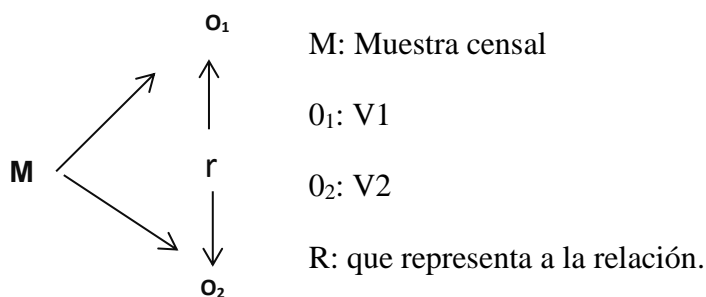 O₁
M: Muestra censal
0₁: V1
M
r
0₂: V2
R: que representa a la relación.
O₂